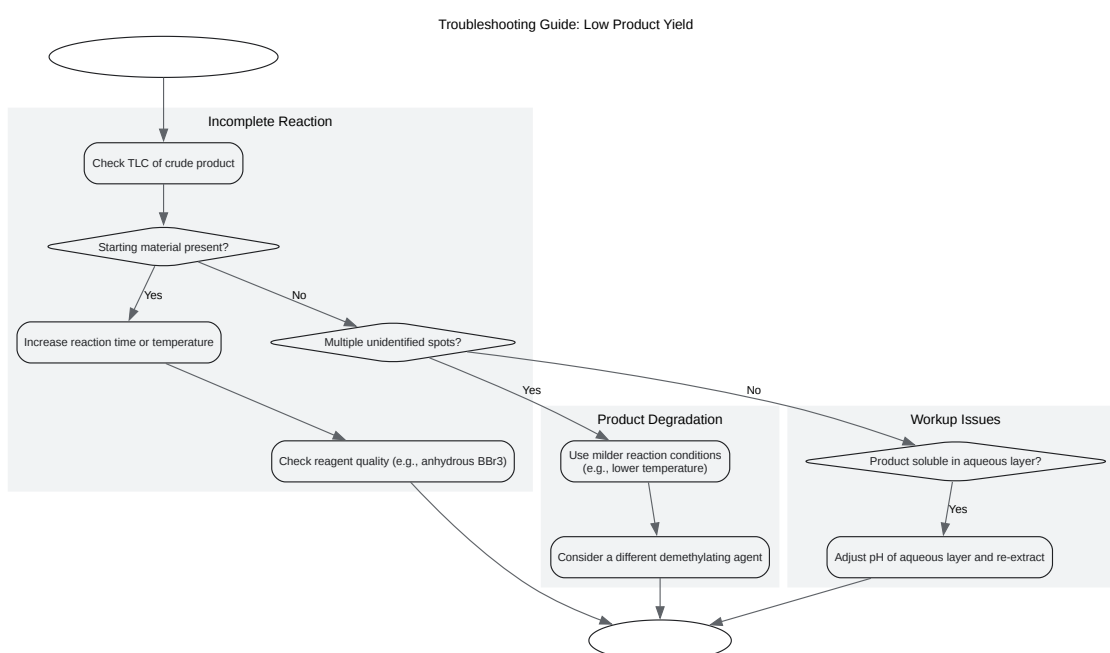 Troubleshooting Guide: Low Product Yield
Incomplete Reaction
Check TLC of crude product
Starting material present?
Yes
No
Increase reaction time or temperature
Multiple unidentified spots?
Yes
No
Check reagent quality (e.g., anhydrous BBr3)
Product Degradation
Use milder reaction conditions
(e.g., lower temperature)
Consider a different demethylating agent
Workup Issues
Product soluble in aqueous layer?
Yes
Adjust pH of aqueous layer and re-extract